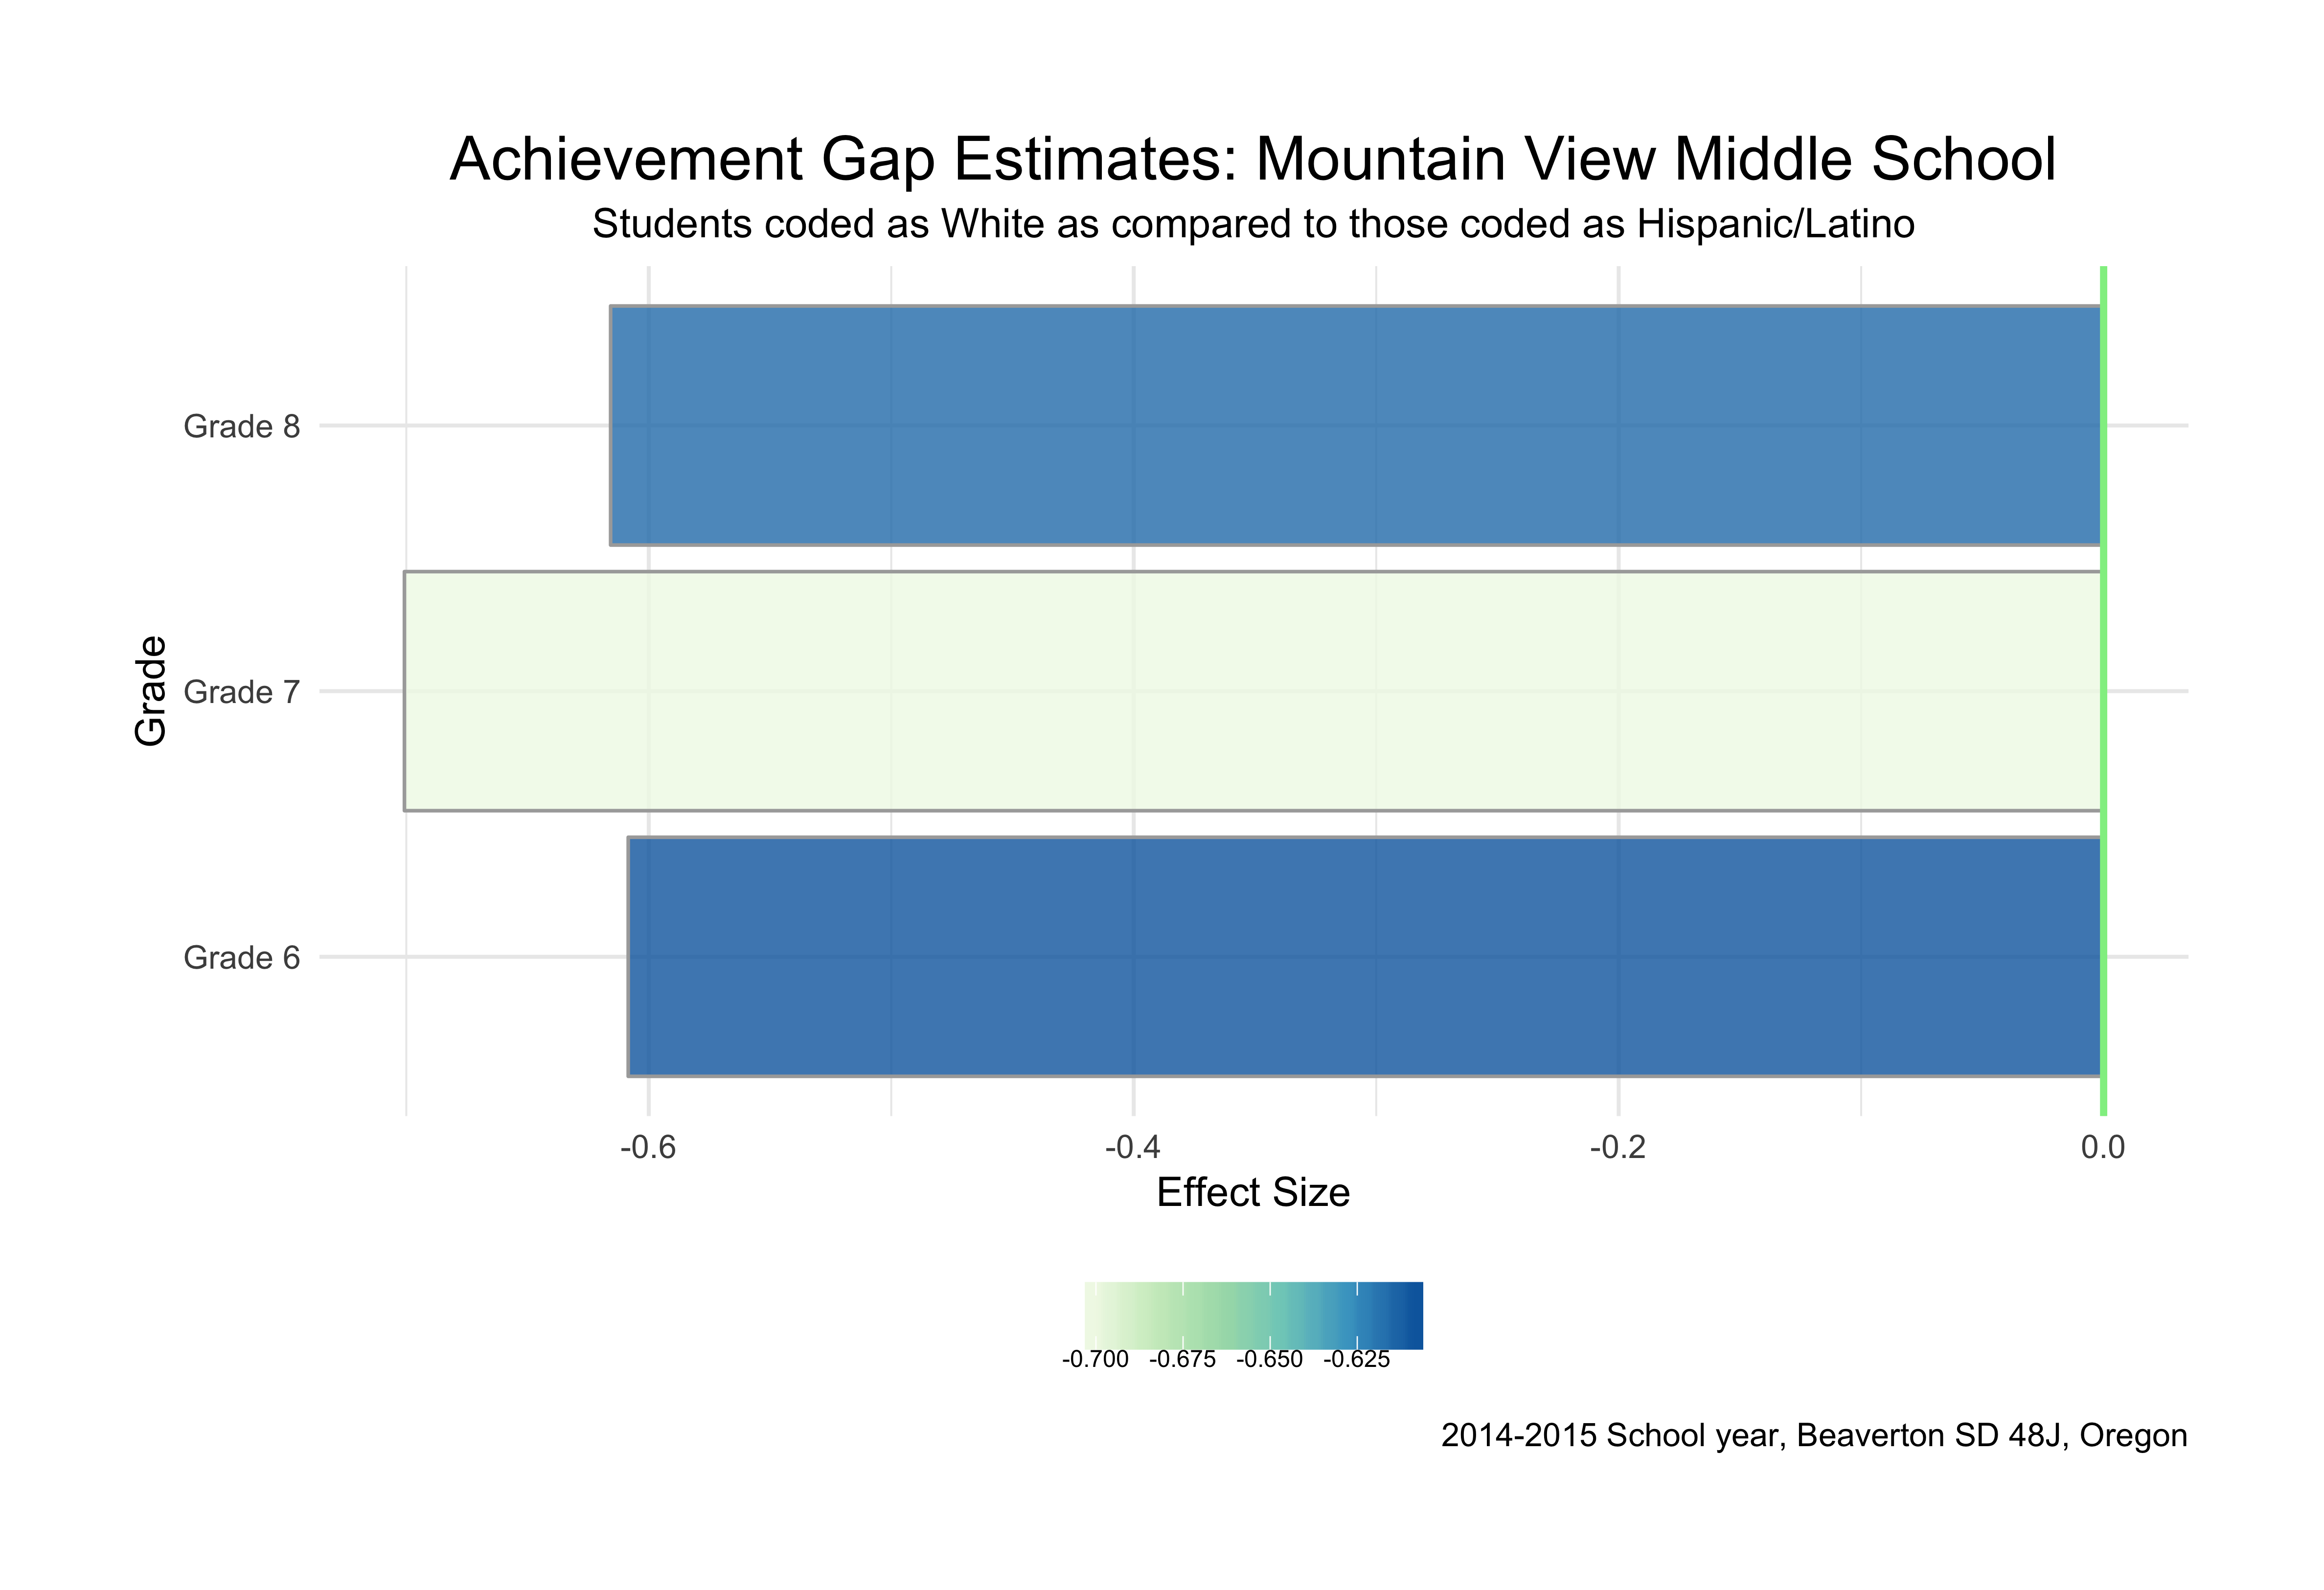 Achievement Gap Estimates: Mountain View Middle School
Students coded as White as compared to those coded as Hispanic/Latino
Grade
Grade 8
Grade 7
Grade 6
-0.6 -0.4 -0.2 0.0
Effect Size
-0.700 -0.675 -0.650 -0.625
2014-2015 School year, Beaverton SD 48J, Oregon